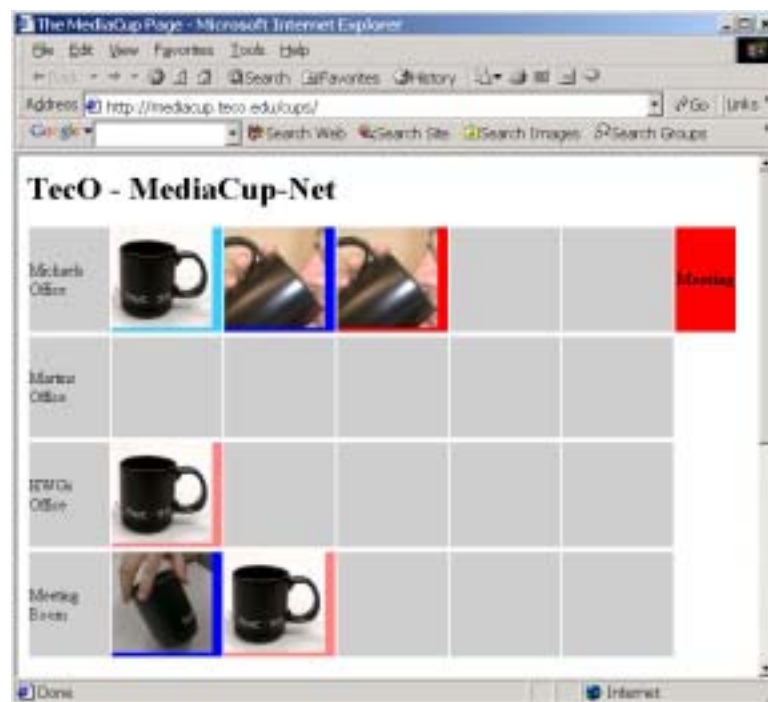 The MediaCup Page - Microsoft Internet Explorer
File Edit View Favorites Tools Help
Search Favorites History
Address http://mediacup.teco.edu/cups/ Go Links
Google Search Web Search Site Search Images Search Groups
TecO - MediaCup-Net
Michaels
Office
Meeting
Martins
Office
HWGs
Office
Meeting
Room
Done
Internet